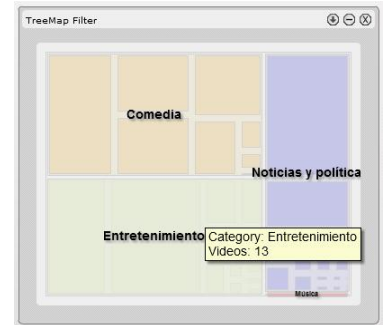 TreeMap Filter
Comedia
Noticias y política
Entretenimiento
Category: Entretenimiento
Videos: 13
Música